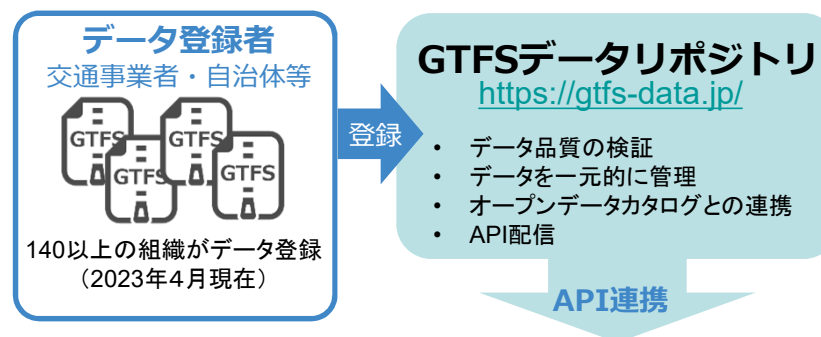 データ登録者
交通事業者・自治体等
GTFS
GTFS
GTFS
GTFS
140以上の組織がデータ登録
（2023年4月現在）
登録
GTFSデータリポジトリ
https://gtfs-data.jp/
• データ品質の検証
• データを一元的に管理
• オープンデータカタログとの連携
• API配信
API連携